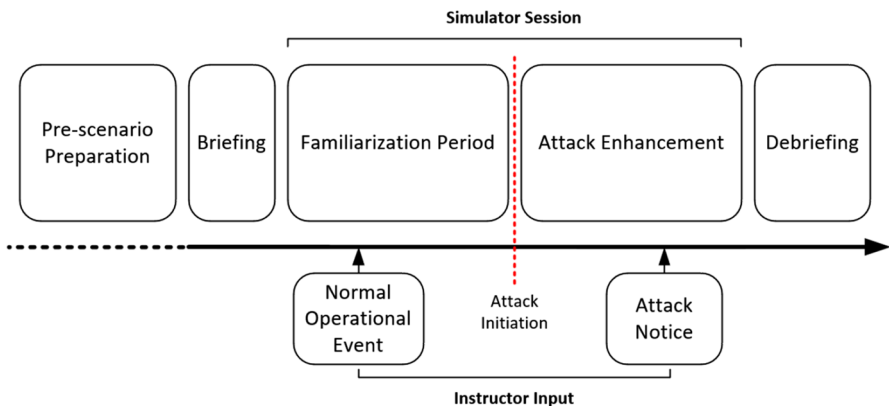 Simulator Session
Pre-scenario
Preparation
Briefing
Familiarization Period
Attack Enhancement
Debriefing
Normal
Operational
Event
Attack
Initiation
Attack
Notice
Instructor Input